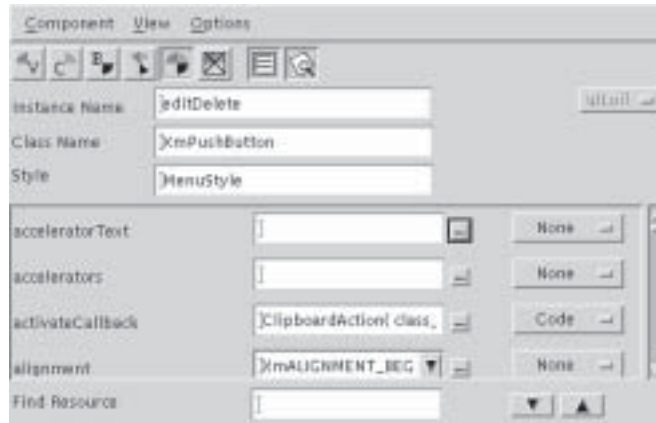 Component View Options
Instance Name editDelete
Class Name XmPushButton
Style MenuStyle
acceleratorText None
accelerators None
activateCallback ClipboardAction( class_ Code
alignment XmALIGNMENT_BEG None
Find Resource